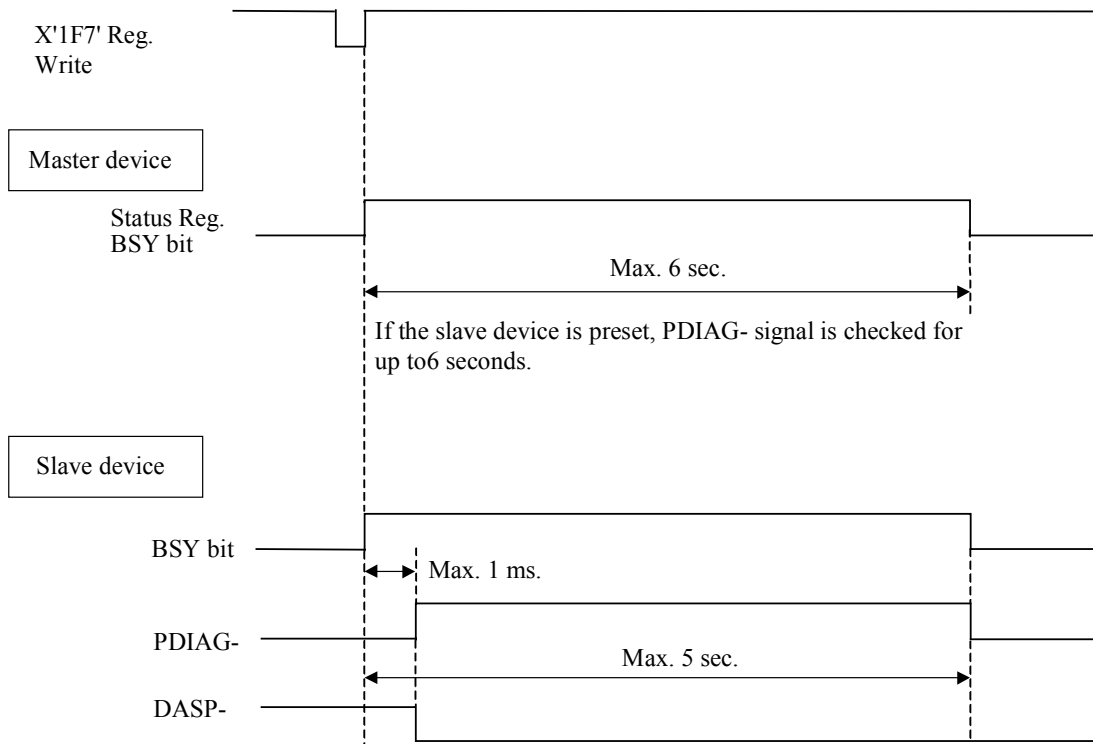 X'1F7' Reg.
Write
Master device
Status Reg.
BSY bit
Max. 6 sec.
If the slave device is preset, PDIAG- signal is checked for
up to6 seconds.
Slave device
BSY bit
Max. 1 ms.
PDIAG-
Max. 5 sec.
DASP-